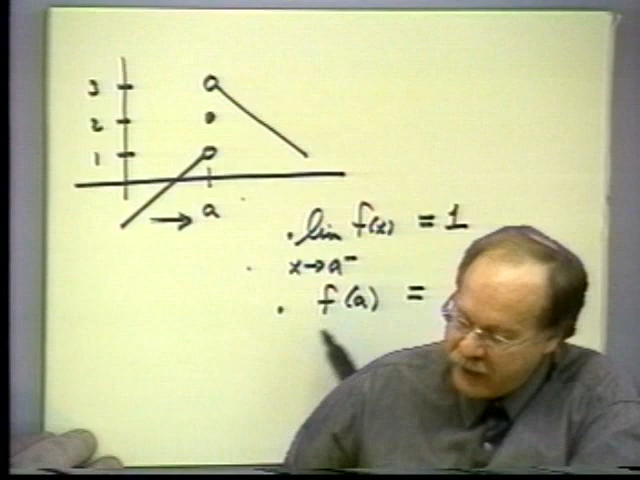 3
2
1
a
lim f(x) = 1
x→a⁻
f(a) =